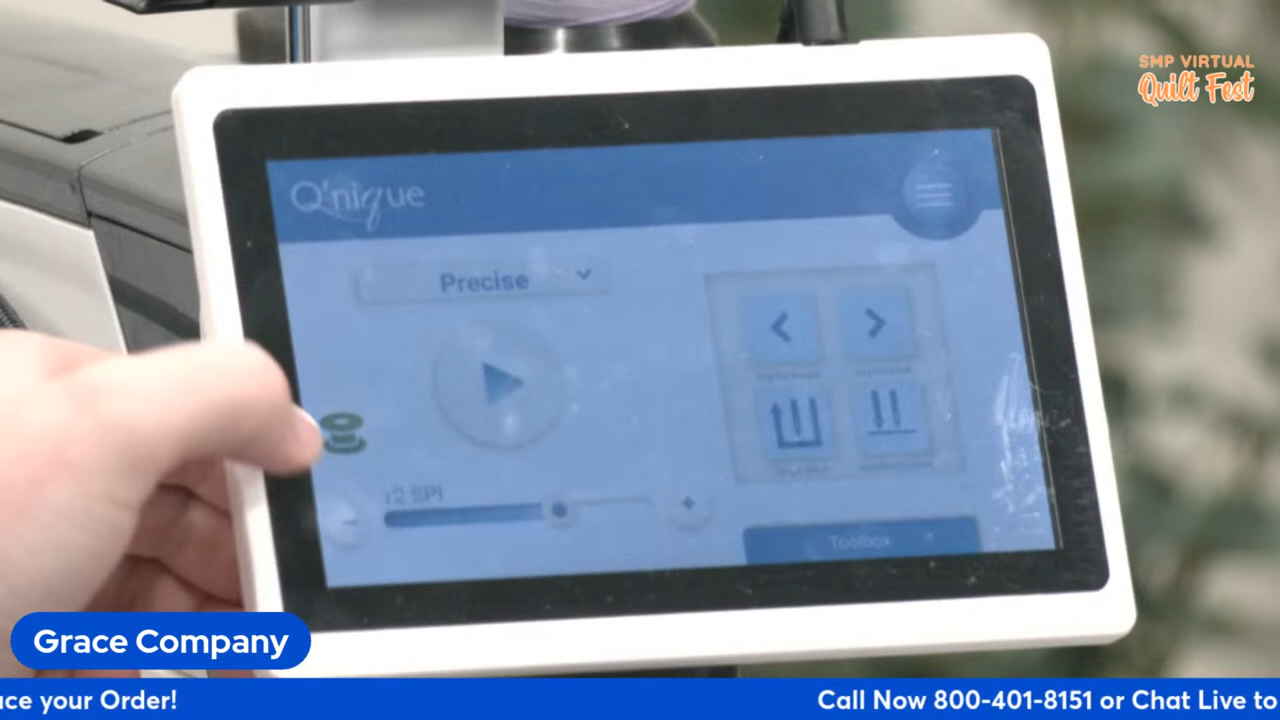 SMP VIRTUAL
Quilt Fest
Q'nique
Precise
12 SPI
Toolbox
Grace Company
ace your Order!
Call Now 800-401-8151 or Chat Live to